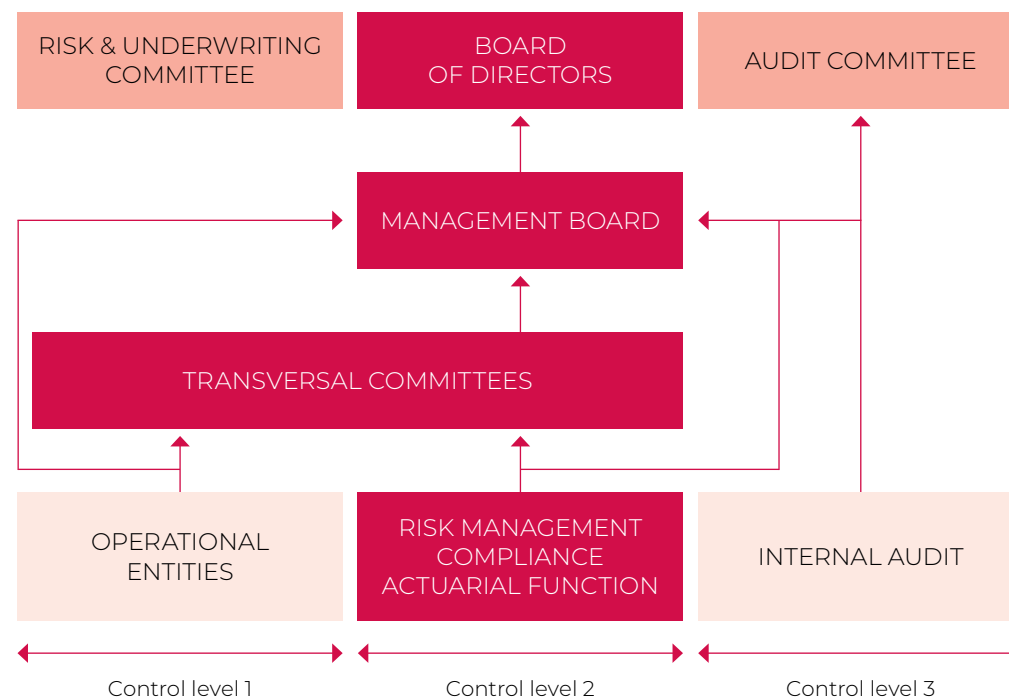 RISK & UNDERWRITING
COMMITTEE
BOARD
OF DIRECTORS
AUDIT COMMITTEE
MANAGEMENT BOARD
TRANSVERSAL COMMITTEES
OPERATIONAL
ENTITIES
RISK MANAGEMENT
COMPLIANCE
ACTUARIAL FUNCTION
INTERNAL AUDIT
Control level 1
Control level 2
Control level 3